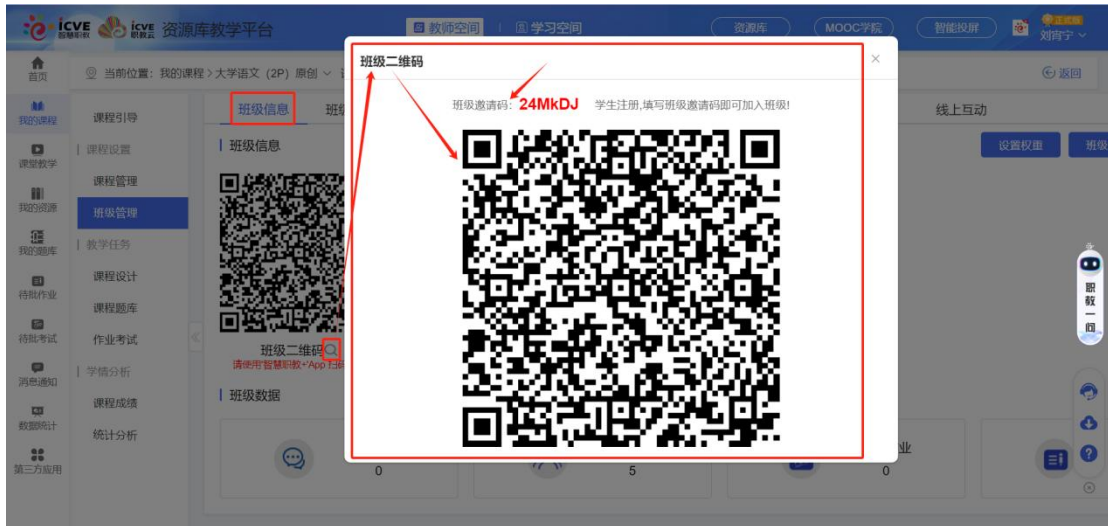 iCVE 智慧职教 iCVE 职教云 资源库教学平台 教师空间 学习空间 资源库 MOOC学院 智能投屏 正式版
刘宵宁
首页
当前位置：我的课程 > 大学语文（2P）原创
返回
班级二维码
班级邀请码: 24MkDJ 学生注册,填写班级邀请码即可加入班级!
我的课程
课堂教学
我的资源
我的题库
待批作业
待批考试
消息通知
数据统计
第三方应用
课程引导
课程设置
课程管理
班级管理
教学任务
课程设计
课程题库
作业考试
学情分析
课程成绩
统计分析
班级信息
线上互动
班级信息
设置权重 班级
班级二维码
请使用"智慧职教+"App 扫码
班级数据
0
5
业
0
职教一问